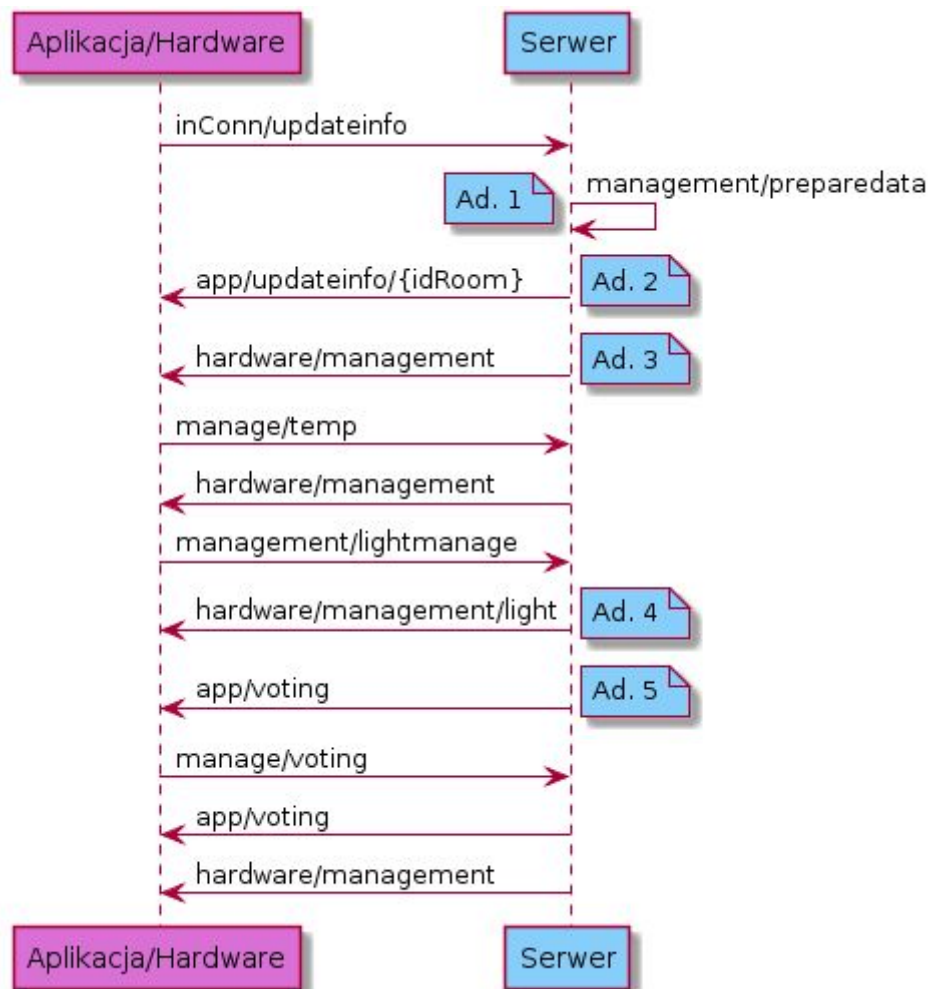 Aplikacja/Hardware
Serwer
inConn/updateinfo
Ad. 1
management/preparedata
app/updateinfo/{idRoom}
Ad. 2
hardware/management
Ad. 3
manage/temp
hardware/management
management/lightmanage
hardware/management/light
Ad. 4
app/voting
Ad. 5
manage/voting
app/voting
hardware/management
Aplikacja/Hardware
Serwer